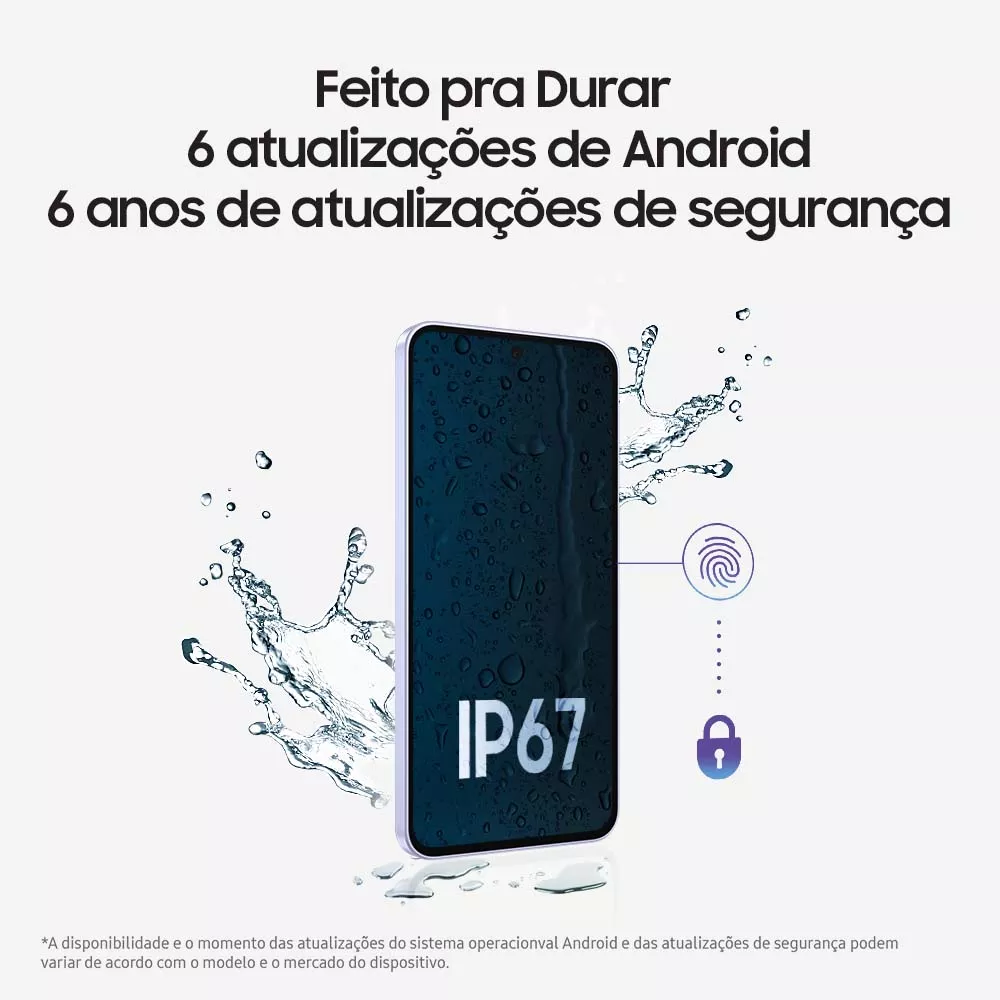 Feito pra Durar
6 atualizações de Android
6 anos de atualizações de segurança
IP67
*A disponibilidade e o momento das atualizações do sistema operacionval Android e das atualizações de segurança podem
variar de acordo com o modelo e o mercado do dispositivo.